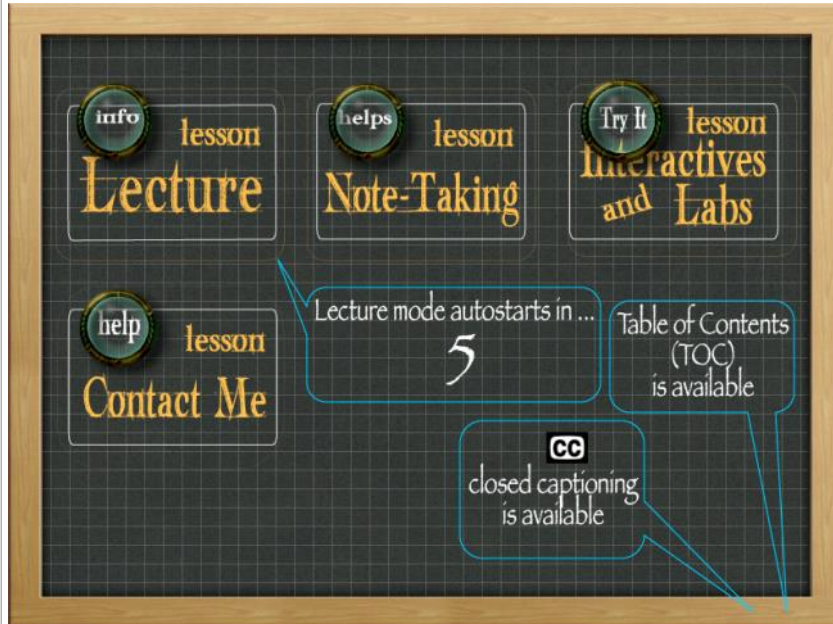 info
lesson
Lecture
helps
lesson
Note-Taking
Try It
lesson
Interactives
and Labs
help
lesson
Contact Me
Lecture mode autostarts in ...
5
Table of Contents
(TOC)
is available
CC
closed captioning
is available